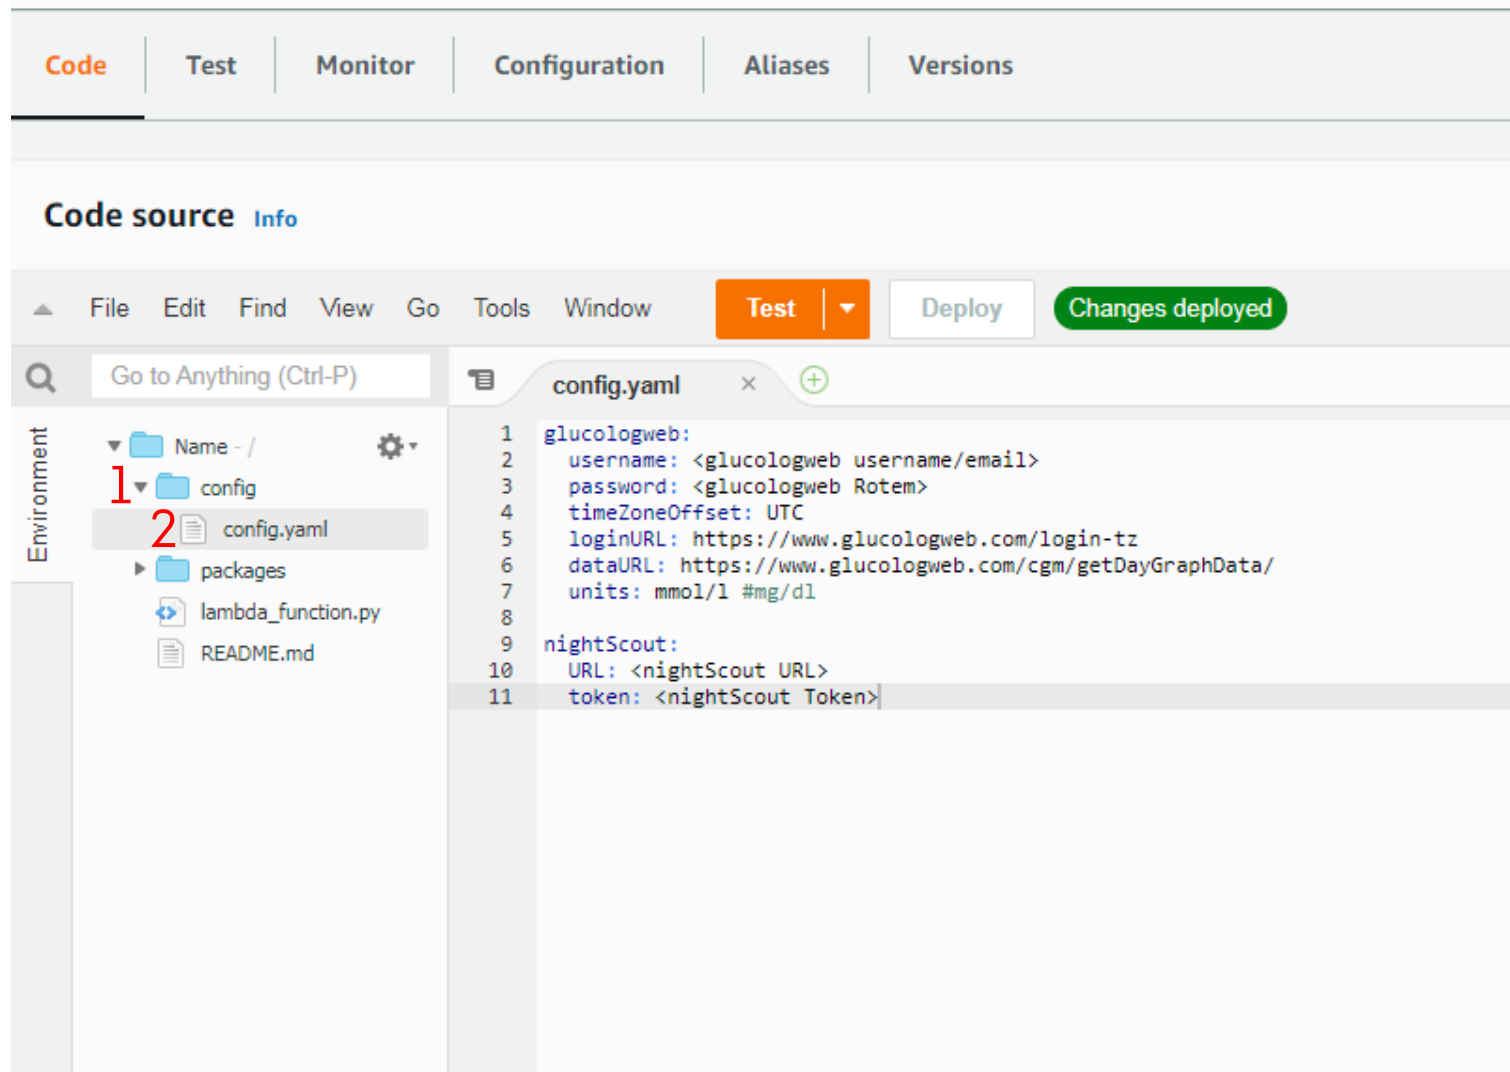 Code Test Monitor Configuration Aliases Versions
Code source Info
File Edit Find View Go Tools Window Test Deploy Changes deployed
Go to Anything (Ctrl-P)
config.yaml ×
Environment
Name - /
1 config
2 config.yaml
packages
lambda_function.py
README.md
1 glucologweb:
2 username: <glucologweb username/email>
3 password: <glucologweb Rotem>
4 timeZoneOffset: UTC
5 loginURL: https://www.glucologweb.com/login-tz
6 dataURL: https://www.glucologweb.com/cgm/getDayGraphData/
7 units: mmol/l #mg/dl
8
9 nightScout:
10 URL: <nightScout URL>
11 token: <nightScout Token>